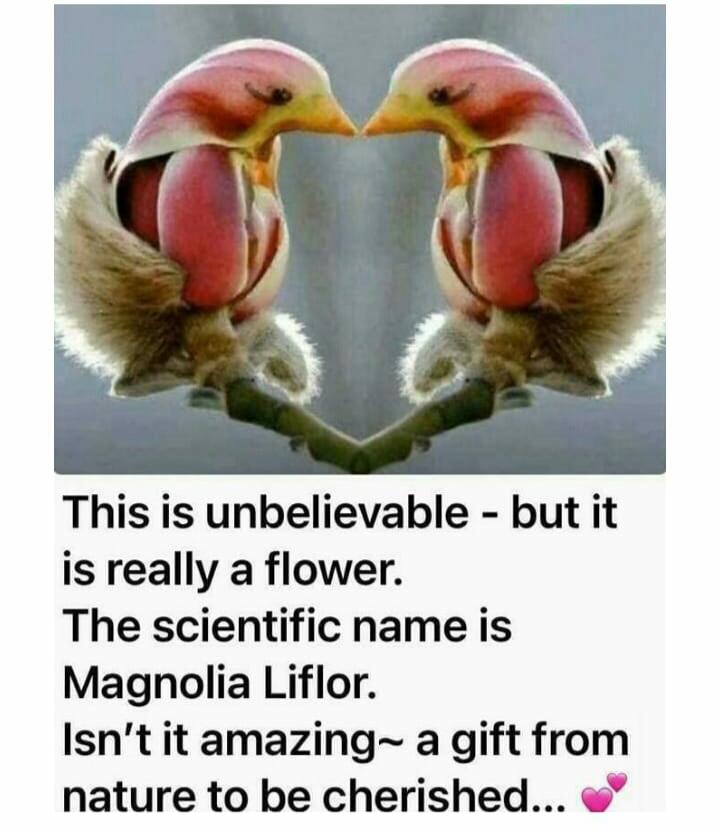 This is unbelievable - but it
is really a flower.
The scientific name is
Magnolia Liflor.
Isn't it amazing~ a gift from
nature to be cherished... 💕